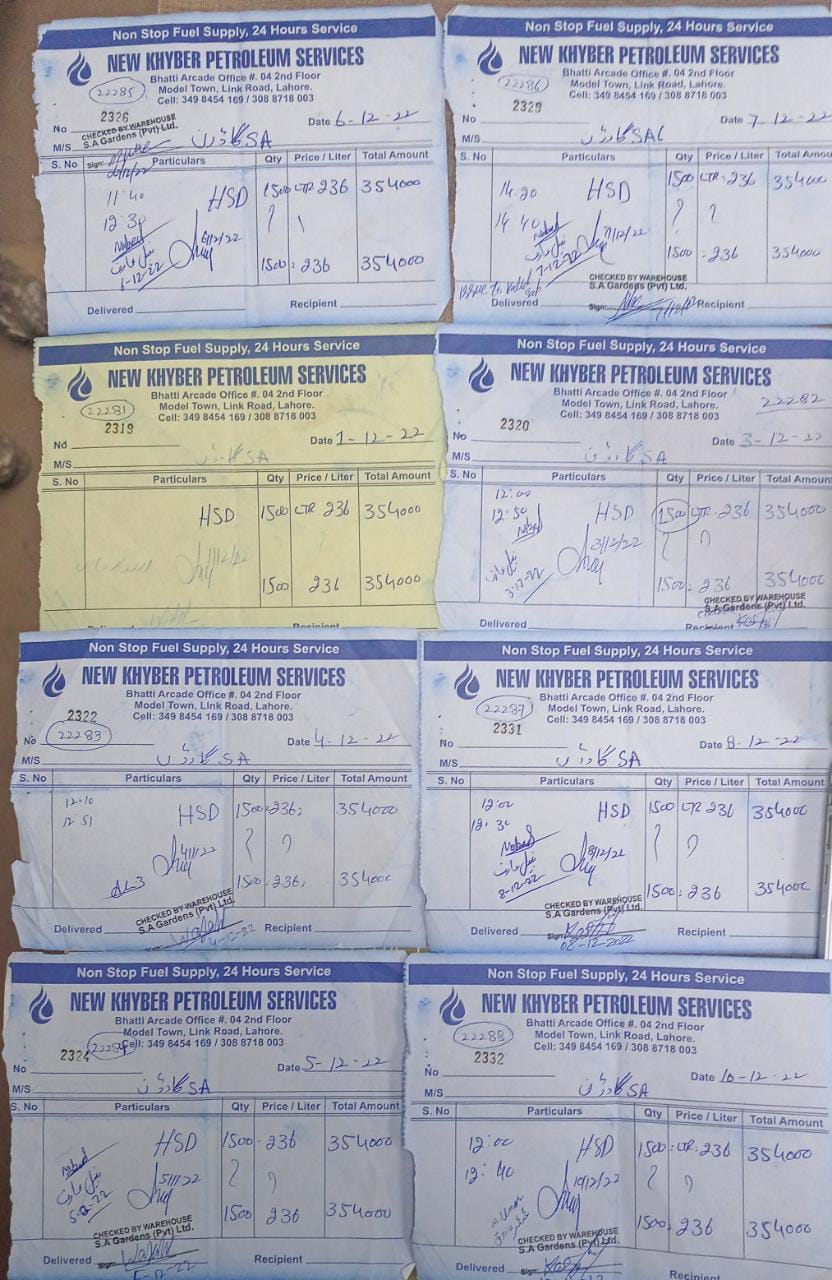 Non Stop Fuel Supply, 24 Hours Service
NEW KHYBER PETROLEUM SERVICES
Bhatti Arcade Office #. 04 2nd Floor
22285 Model Town, Link Road, Lahore.
Cell: 349 8454 169 / 308 8718 003
2326
No Date 6-12-22
CHECKED BY WAREHOUSE
S.A Gardens (Pvt) Ltd.
M/S SA گارڈن
Sign:
S. No Particulars Qty Price / Liter Total Amount
11:40 HSD 1500 LTR 236 354000
12:30
6/12/22
6-12-22
1500 : 236 354000
Delivered Recipient
Non Stop Fuel Supply, 24 Hours Service
NEW KHYBER PETROLEUM SERVICES
Bhatti Arcade Office #. 04 2nd Floor
22286 Model Town, Link Road, Lahore.
Cell: 349 8454 169 / 308 8718 003
2329
No Date 7-12-22
M/S SA گارڈن
S. No Particulars Qty Price / Liter Total Amount
14:20 HSD 1500 LTR : 236 354000
14:40
7/12/22
7-12-22
1500 : 236 354000
CHECKED BY WAREHOUSE
S.A Gardens (Pvt) Ltd.
Delivered Sign: Recipient
Non Stop Fuel Supply, 24 Hours Service
NEW KHYBER PETROLEUM SERVICES
Bhatti Arcade Office #. 04 2nd Floor
22281 Model Town, Link Road, Lahore.
Cell: 349 8454 169 / 308 8718 003
2319
No Date 1-12-22
M/S SA گارڈن
S. No Particulars Qty Price / Liter Total Amount
HSD 1500 LTR 236 354000
1500 236 354000
Recipient
Non Stop Fuel Supply, 24 Hours Service
NEW KHYBER PETROLEUM SERVICES
Bhatti Arcade Office #. 04 2nd Floor
Model Town, Link Road, Lahore. 22282
Cell: 349 8454 169 / 308 8718 003
2320
No Date 3-12-22
M/S SA گارڈن
S. No Particulars Qty Price / Liter Total Amount
12:00 HSD 1500 LTR : 236 354000
12:50
3/12/22
3-12-22
1500 : 236 354000
CHECKED BY WAREHOUSE
S.A Gardens (Pvt) Ltd.
Delivered Recipient
Non Stop Fuel Supply, 24 Hours Service
NEW KHYBER PETROLEUM SERVICES
Bhatti Arcade Office #. 04 2nd Floor
Model Town, Link Road, Lahore.
Cell: 349 8454 169 / 308 8718 003
2322
22283
No Date 4-12-22
M/S SA گارڈن
S. No Particulars Qty Price / Liter Total Amount
12:10 HSD 1500 : 236 : 354000
12:51
1500 : 236 : 354000
CHECKED BY WAREHOUSE
S.A Gardens (Pvt) Ltd.
Delivered Sign: Recipient
4-12-22
Non Stop Fuel Supply, 24 Hours Service
NEW KHYBER PETROLEUM SERVICES
Bhatti Arcade Office #. 04 2nd Floor
22287 Model Town, Link Road, Lahore.
Cell: 349 8454 169 / 308 8718 003
2331
No Date 8-12-22
M/S SA گارڈن
S. No Particulars Qty Price / Liter Total Amount
12:00 HSD 1500 LTR 236 354000
12:30
8/12/22
8-12-22
1500 : 236 354000
CHECKED BY WAREHOUSE
S.A Gardens (Pvt) Ltd.
Delivered Sign: Recipient
08-12-2022
Non Stop Fuel Supply, 24 Hours Service
NEW KHYBER PETROLEUM SERVICES
Bhatti Arcade Office #. 04 2nd Floor
Model Town, Link Road, Lahore.
Cell: 349 8454 169 / 308 8718 003
2324
No Date 5-12-22
M/S SA گارڈن
S. No Particulars Qty Price / Liter Total Amount
HSD 1500 - 236 354000
5/11/22
5-12-22
1500 236 354000
CHECKED BY WAREHOUSE
S.A Gardens (Pvt) Ltd.
Delivered Sign: Recipient
Non Stop Fuel Supply, 24 Hours Service
NEW KHYBER PETROLEUM SERVICES
Bhatti Arcade Office #. 04 2nd Floor
22288 Model Town, Link Road, Lahore.
Cell: 349 8454 169 / 308 8718 003
2332
No Date 10-12-22
M/S SA گارڈن
S. No Particulars Qty Price / Liter Total Amount
12:00 HSD 1500 : LTR : 236 354000
12:40
10/12/22
1500 : 236 354000
CHECKED BY WAREHOUSE
S.A Gardens (Pvt) Ltd.
Delivered Sign: Recipient